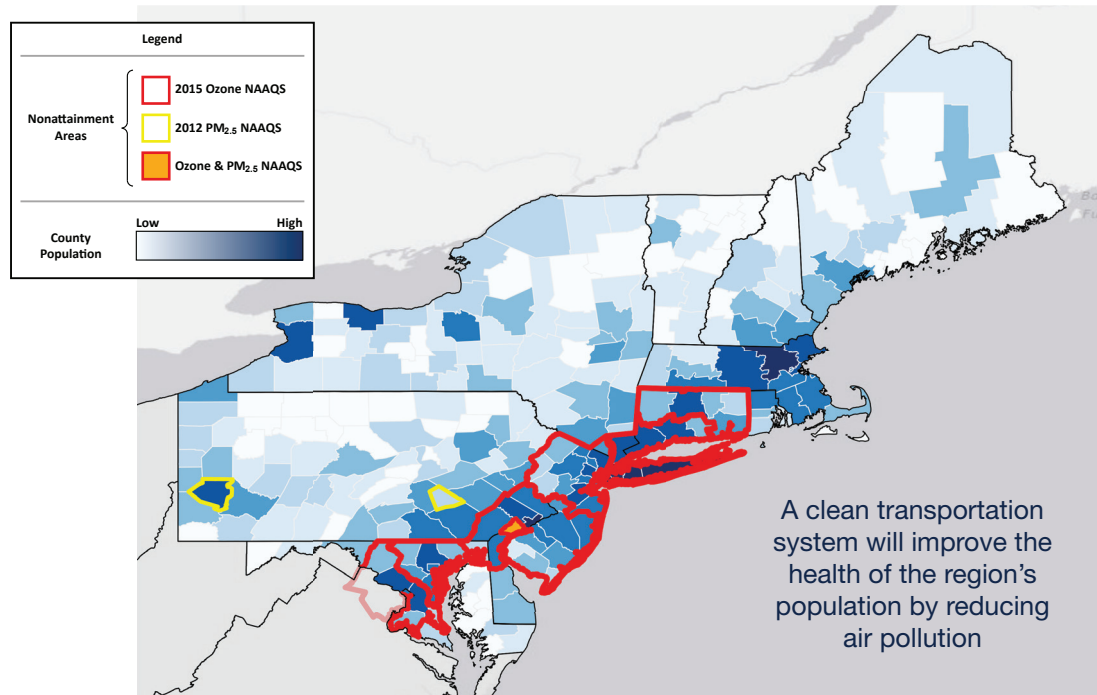 Legend
Nonattainment
Areas
2015 Ozone NAAQS
2012 PM2.5 NAAQS
Ozone & PM2.5 NAAQS
Low High
County
Population
A clean transportation
system will improve the
health of the region's
population by reducing
air pollution